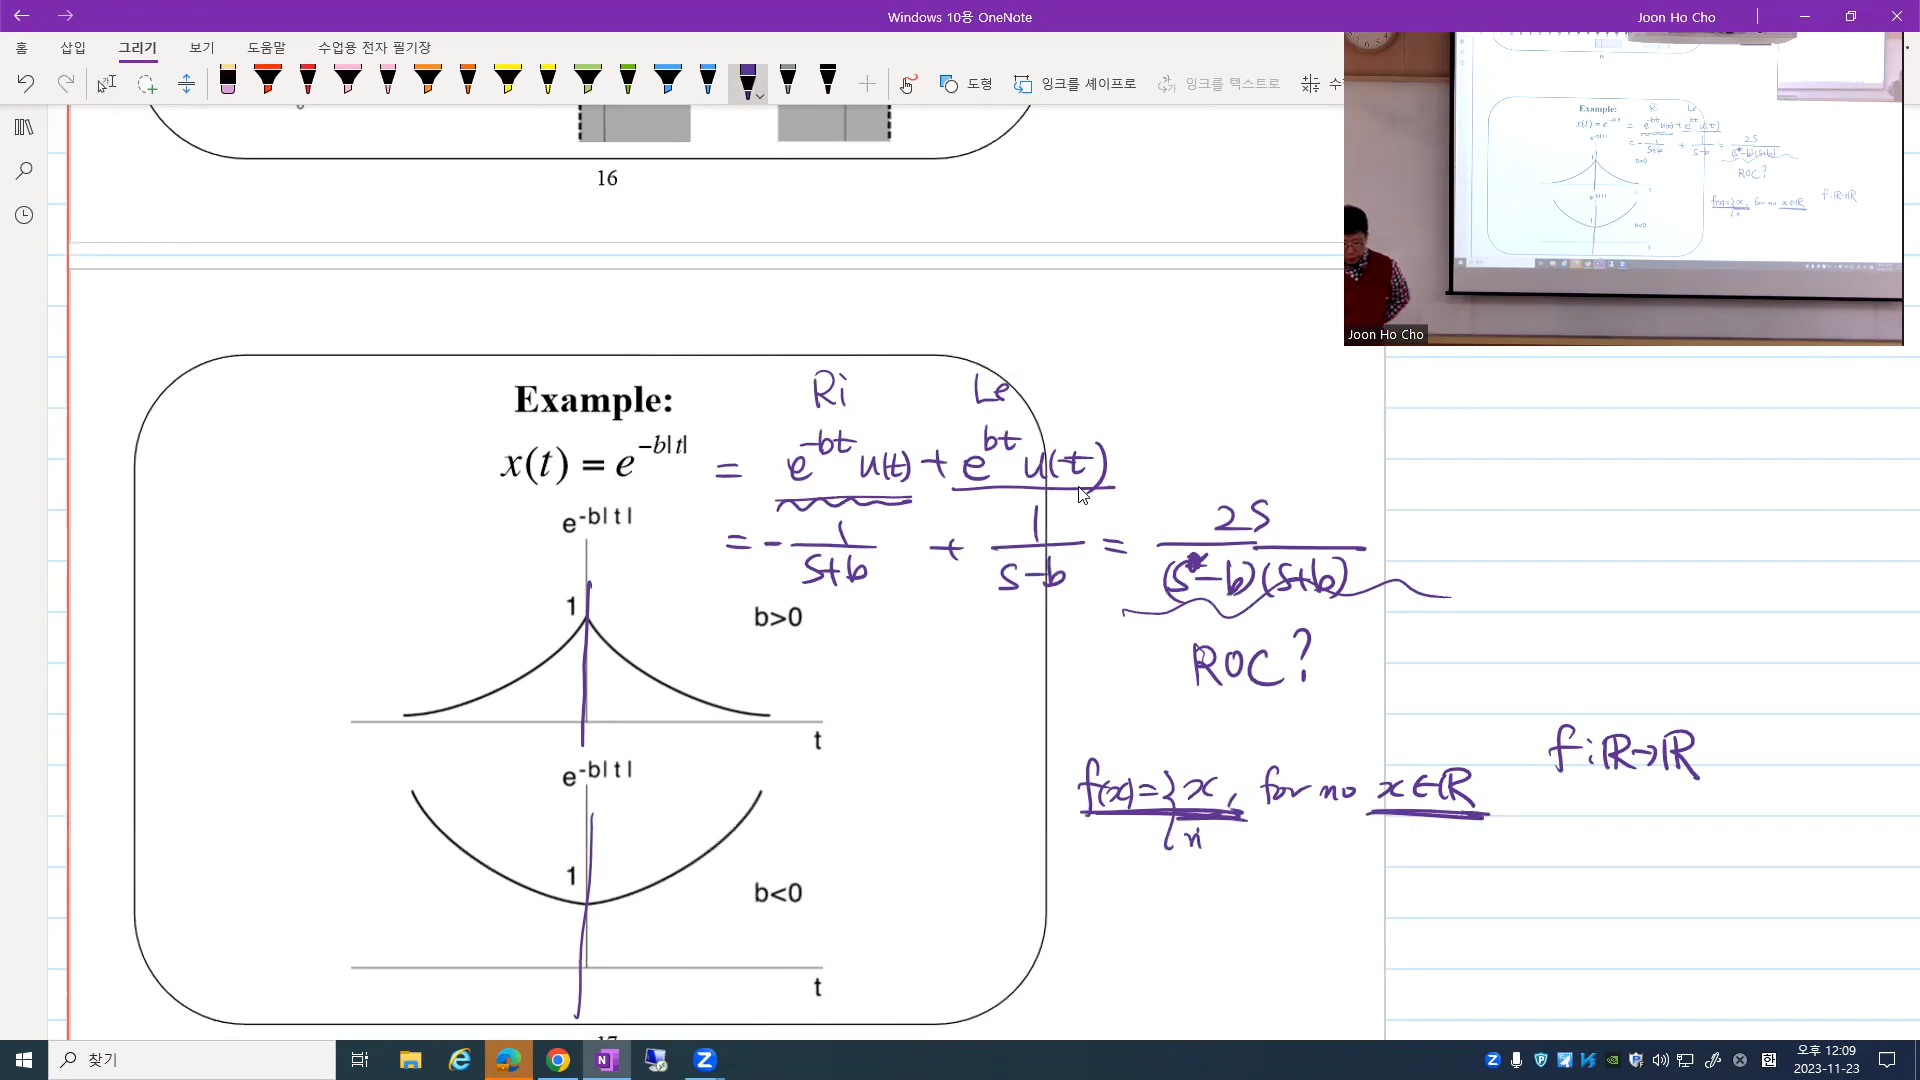 Windows 10용 OneNote
Joon Ho Cho
홈 삽입 그리기 보기 도움말 수업용 전자 필기장
도형 잉크를 셰이프로 잉크를 텍스트로 수
16
Joon Ho Cho
Ri Le
Example:
x(t) = e^{-b|t|} = e^{-bt} u(t) + e^{bt} u(-t)
= - 1/(s+b) + 1/(s-b) = 2s/((s-b)(s+b))
ROC?
e^{-b|t|}
1
b>0
t
f: ℝ→ℝ
f(x)= { x, for no x∈ℝ
e^{-b|t|}
1
b<0
t
17
찾기
오후 12:09
2023-11-23